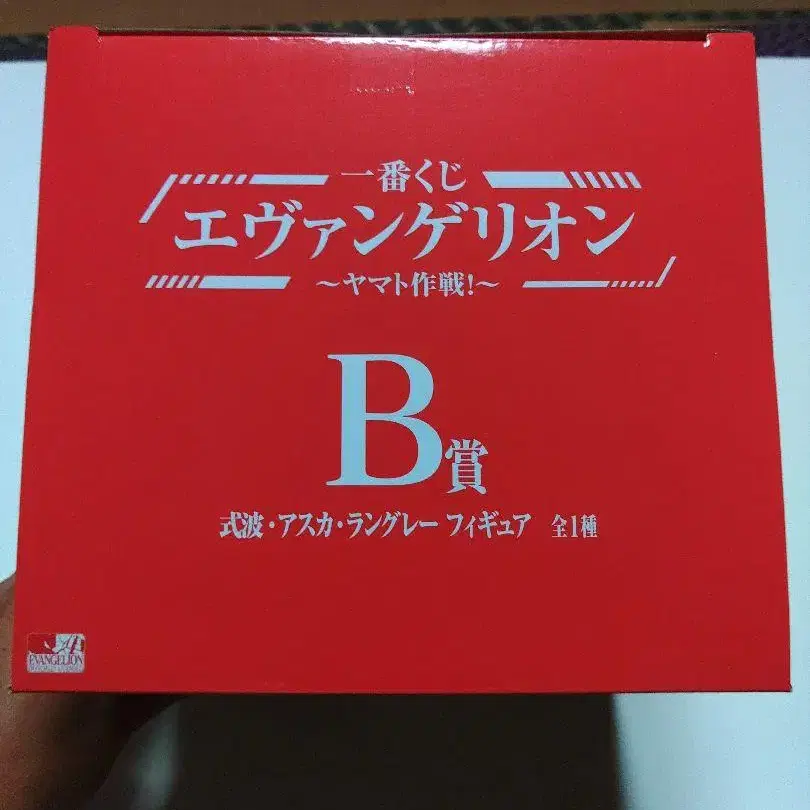 一番くじ
エヴァンゲリオン
～ヤマト作戦!～
B賞
式波・アスカ・ラングレー フィギュア 全1種
EVANGELION